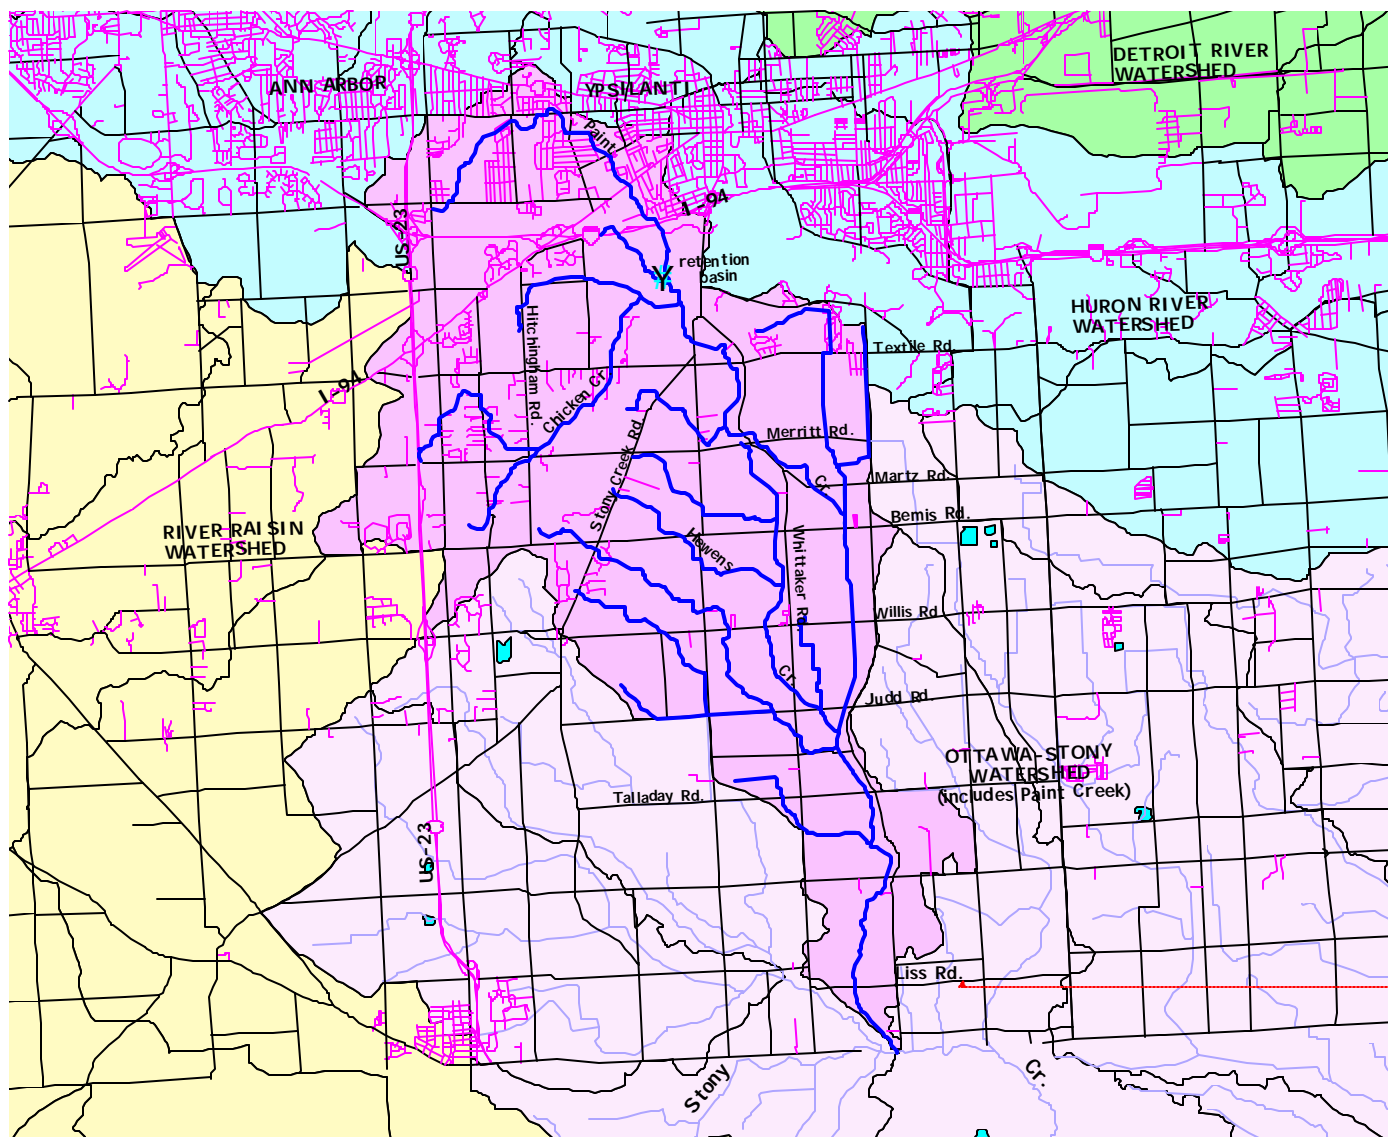 DETROIT RIVER
WATERSHED
ANN ARBOR
YPSILANTI
Paint
I-94
US-23
Y
retention
basin
HURON RIVER
WATERSHED
Hitchingham Rd.
Textile Rd.
I-94
Chicken Cr.
Stony Creek Rd.
Merritt Rd.
Cr.
Martz Rd.
Bemis Rd.
RIVER RAISIN
WATERSHED
Hewens
Whittaker Rd.
Willis Rd.
Cr.
Judd Rd.
OTTAWA-STONY
WATERSHED
(includes Paint Creek)
Talladay Rd.
US-23
Liss Rd.
Stony
Cr.